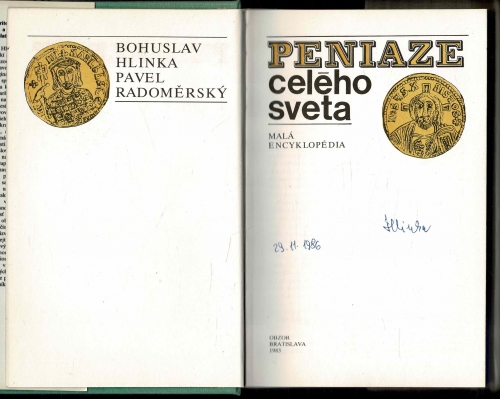 BOHUSLAV
HLINKA
PAVEL
RADOMĚRSKÝ
PENIAZE
celého
sveta
MALÁ
ENCYKLOPÉDIA
Hlinka
29.11.1986
OBZOR
BRATISLAVA
1985